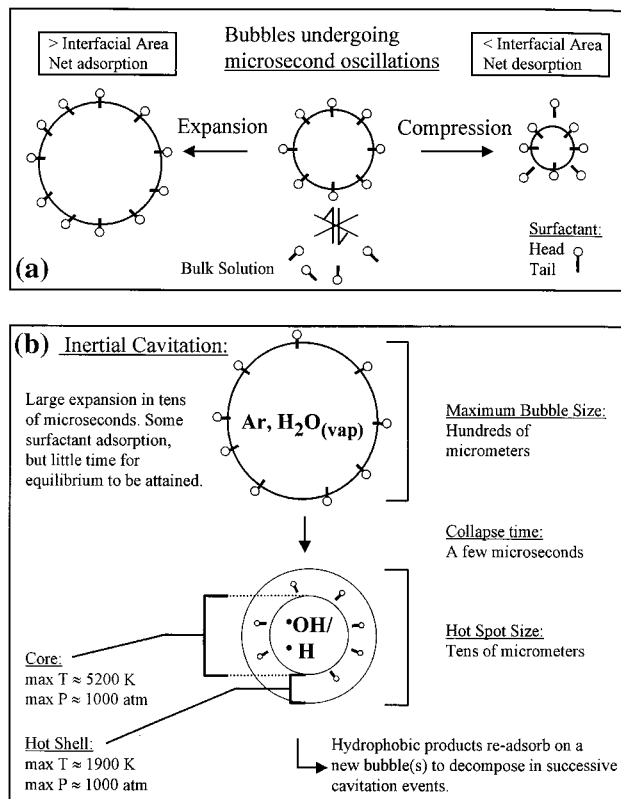 > Interfacial Area
Net adsorption
Bubbles undergoing
microsecond oscillations
< Interfacial Area
Net desorption
Expansion
Compression
Bulk Solution
Surfactant:
Head
Tail
(a)
(b) Inertial Cavitation:
Large expansion in tens
of microseconds. Some
surfactant adsorption,
but little time for
equilibrium to be attained.
Ar, H2O(vap)
Maximum Bubble Size:
Hundreds of
micrometers
Collapse time:
A few microseconds
•OH/
•H
Hot Spot Size:
Tens of micrometers
Core:
max T ≈ 5200 K
max P ≈ 1000 atm
Hot Shell:
max T ≈ 1900 K
max P ≈ 1000 atm
Hydrophobic products re-adsorb on a
new bubble(s) to decompose in successive
cavitation events.